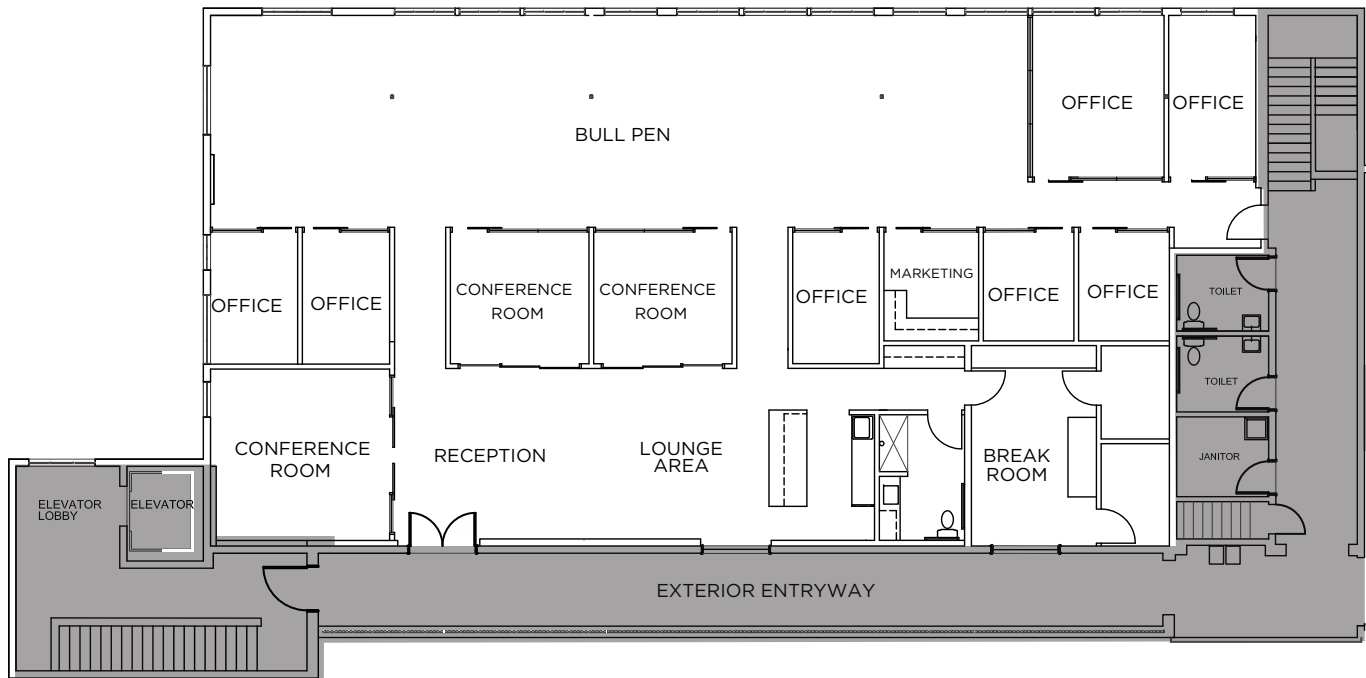 OFFICE
OFFICE
BULL PEN
OFFICE
OFFICE
CONFERENCE
ROOM
CONFERENCE
ROOM
OFFICE
MARKETING
OFFICE
OFFICE
TOILET
TOILET
CONFERENCE
ROOM
RECEPTION
LOUNGE
AREA
BREAK
ROOM
JANITOR
ELEVATOR
LOBBY
ELEVATOR
EXTERIOR ENTRYWAY